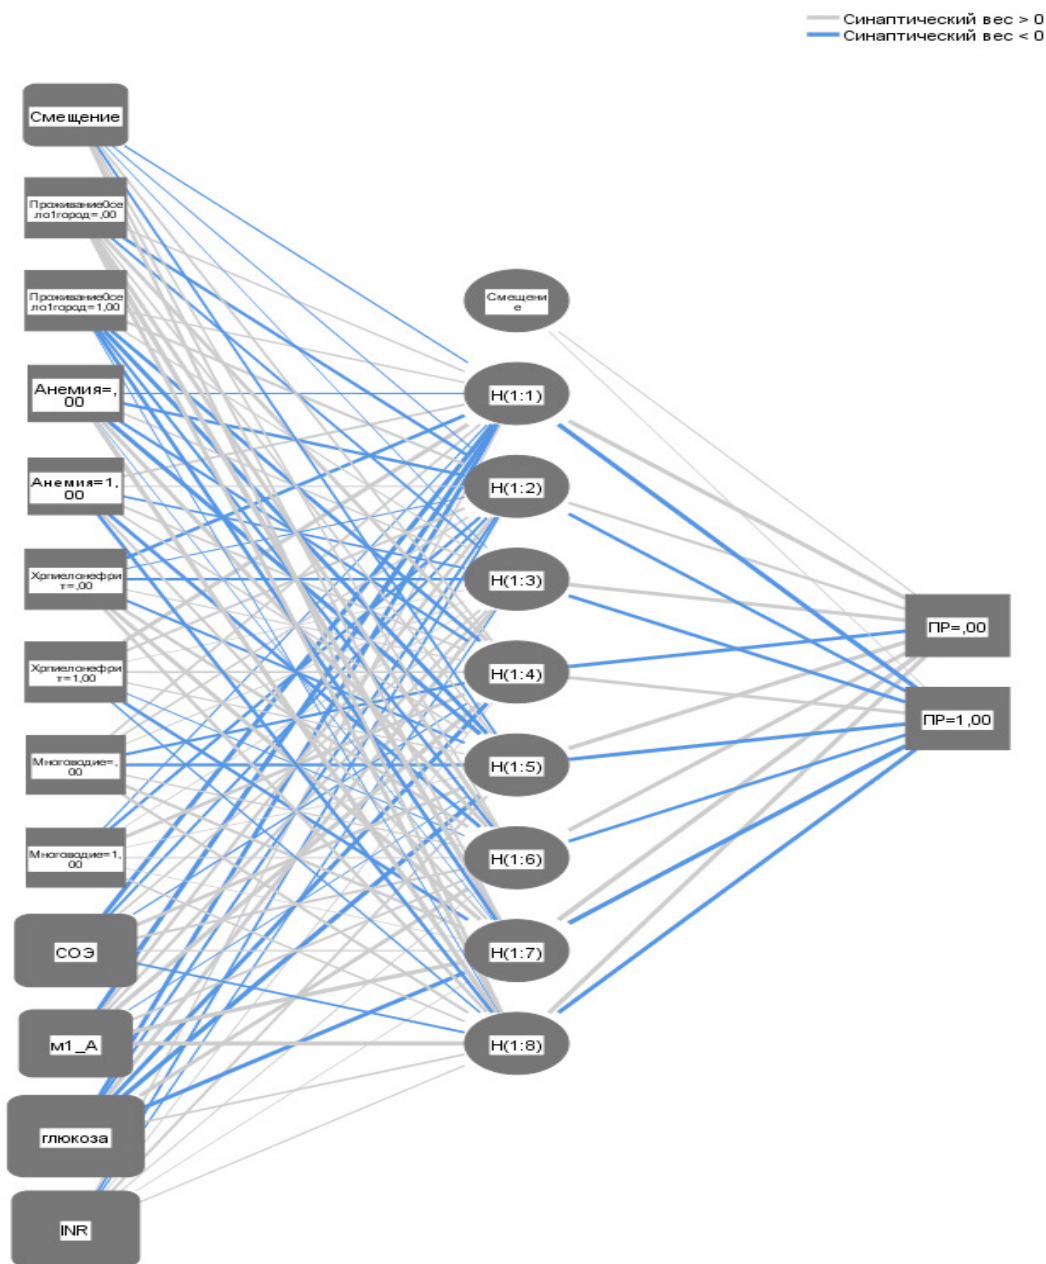 Синаптический вес > 0
Синаптический вес < 0
Смещение
Проживание0се
ло1город=,00
Проживание0се
ло1город=1,00
Анемия=,
00
Анемия=1,
00
Хрпиелонефри
т=,00
Хрпиелонефри
т=1,00
Многоводие=,
00
Многоводие=1,
00
СОЭ
м1_А
глюкоза
INR
Смещени
е
H(1:1)
H(1:2)
H(1:3)
H(1:4)
H(1:5)
H(1:6)
H(1:7)
H(1:8)
ПР=,00
ПР=1,00